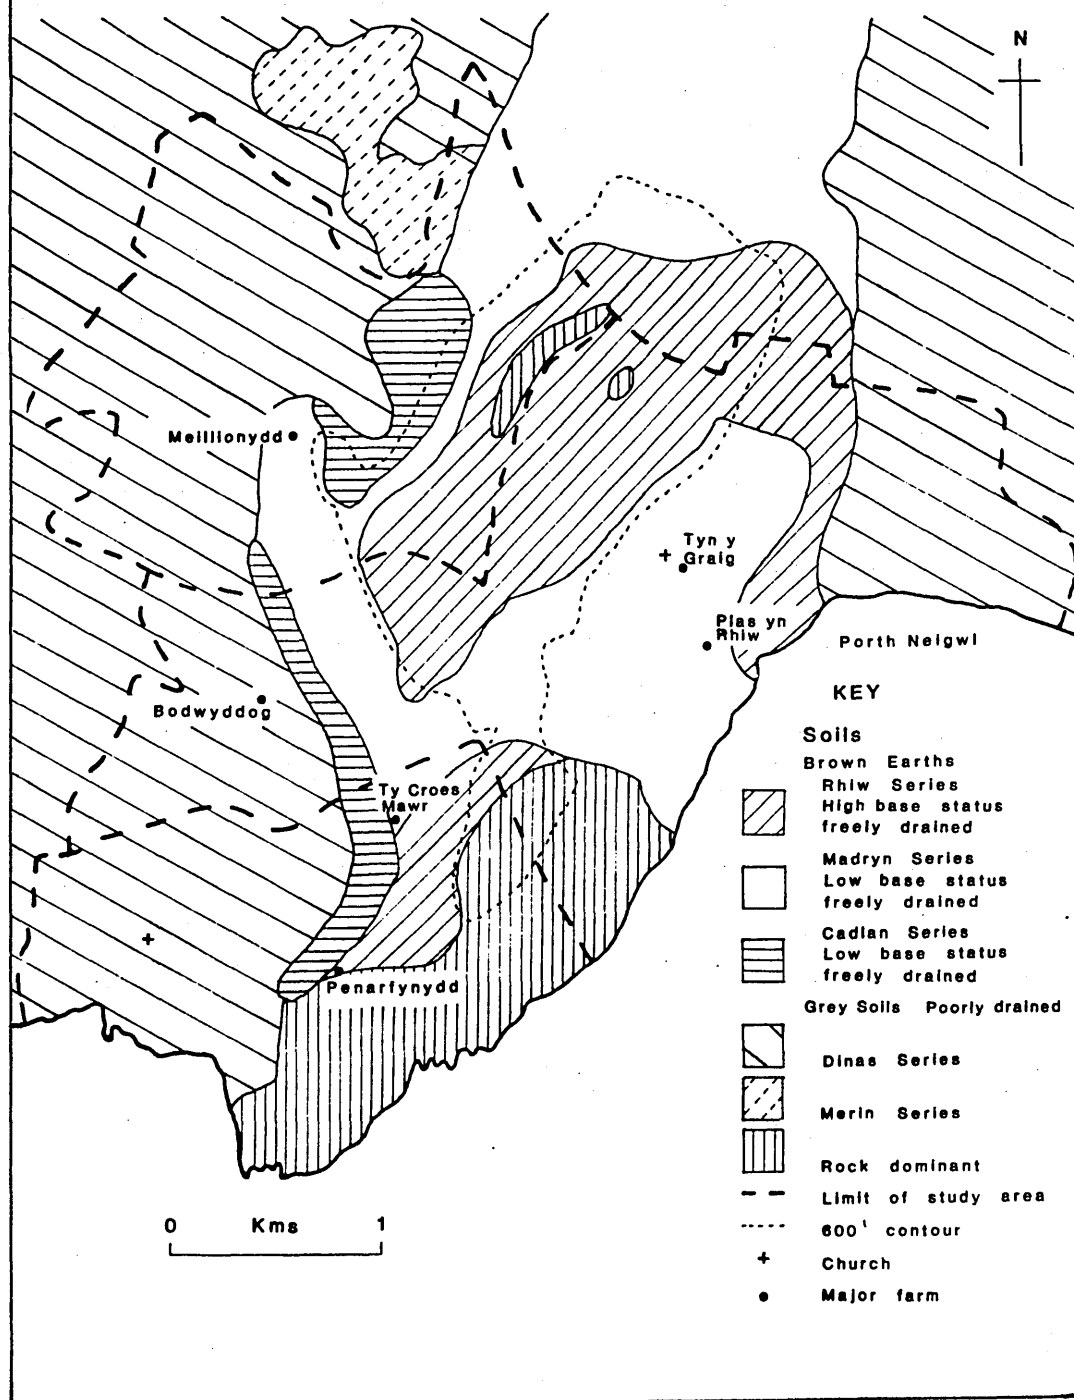 N
Meillionydd
Tyn y
Graig
Plas yn
Rhiw
Porth Neigwl
Bodwyddog
Ty Croes
Mawr
Penarfynydd
KEY
Soils
Brown Earths
Rhiw Series
High base status
freely drained
Madryn Series
Low base status
freely drained
Cadlan Series
Low base status
freely drained
Grey Soils Poorly drained
Dinas Series
Merin Series
Rock dominant
Limit of study area
600' contour
Church
Major farm
0 Kms 1